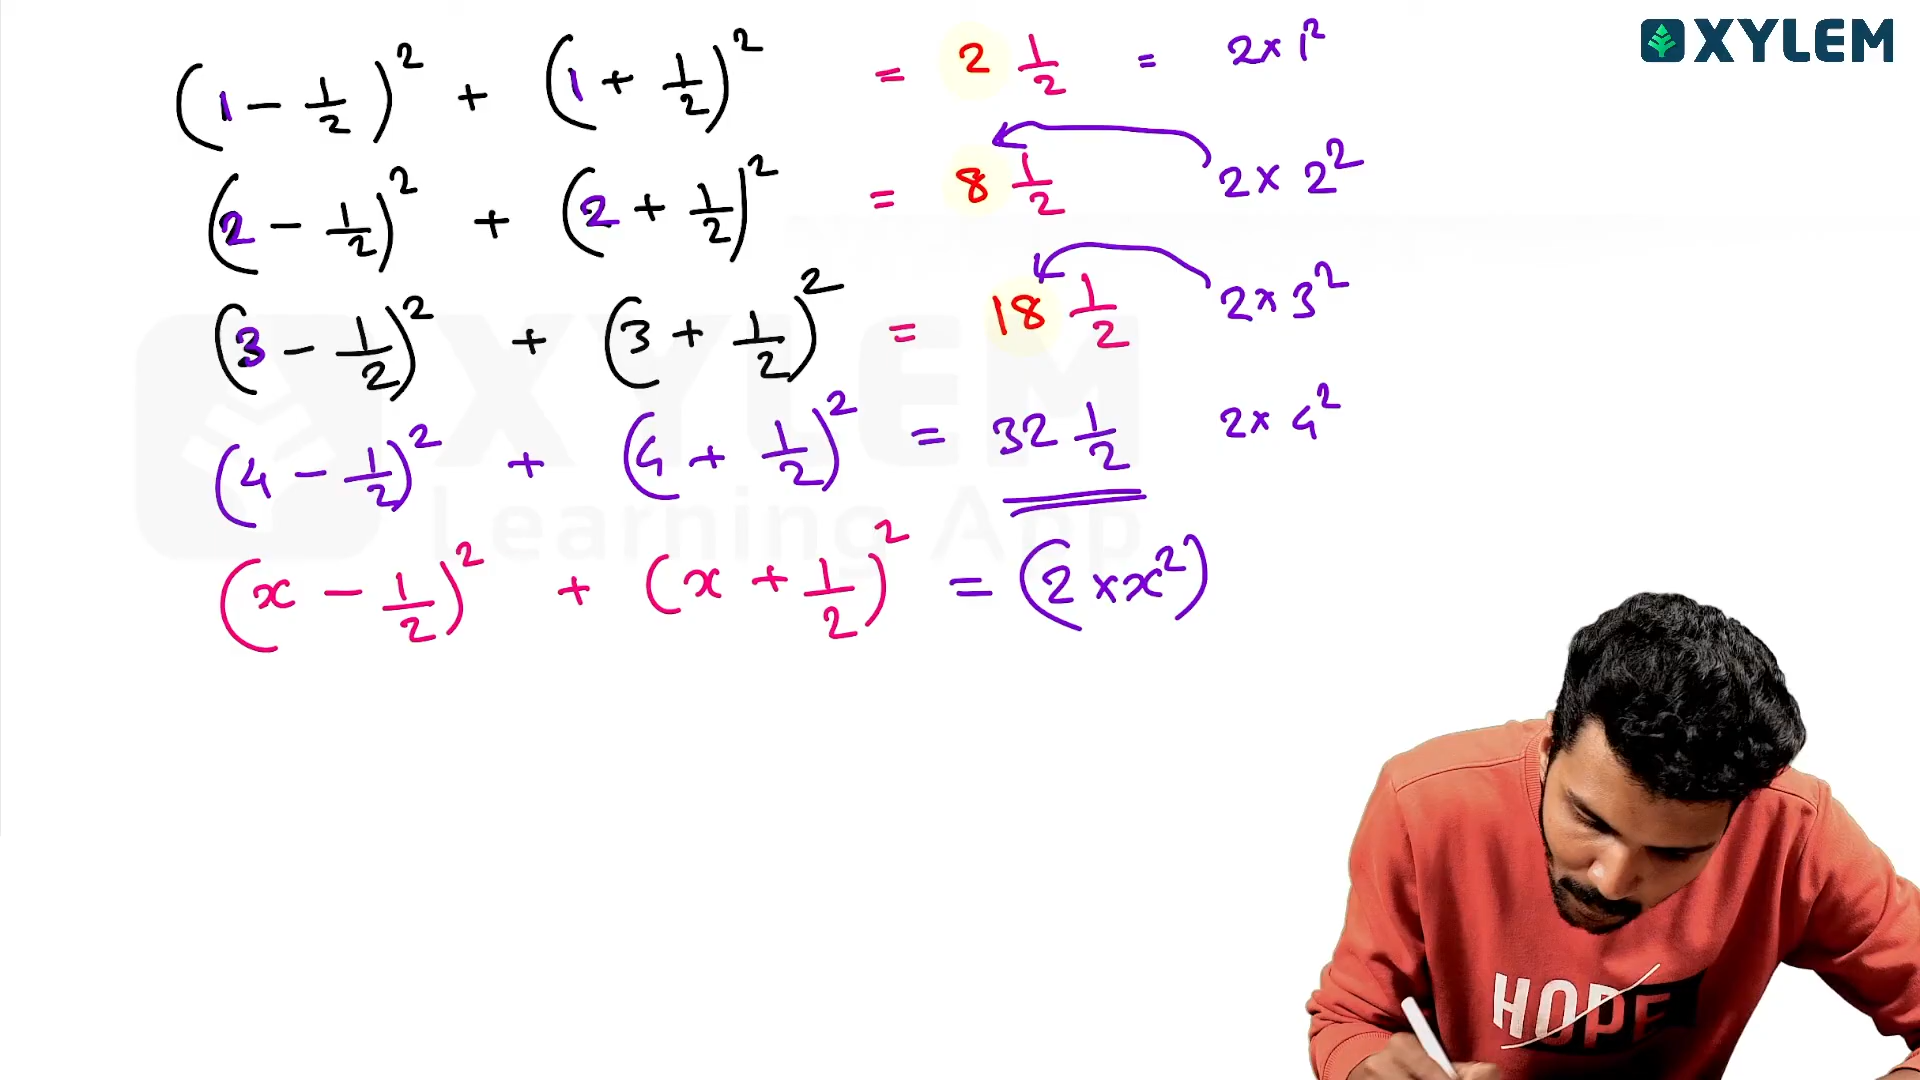 XYLEM
(1 - 1/2)² + (1 + 1/2)² = 2 1/2 = 2×1²
(2 - 1/2)² + (2 + 1/2)² = 8 1/2 2×2²
(3 - 1/2)² + (3 + 1/2)² = 18 1/2 2×3²
(4 - 1/2)² + (4 + 1/2)² = 32 1/2 2×4²
(x - 1/2)² + (x + 1/2)² = (2×x²)
XYLEM
Learning App
HOPE